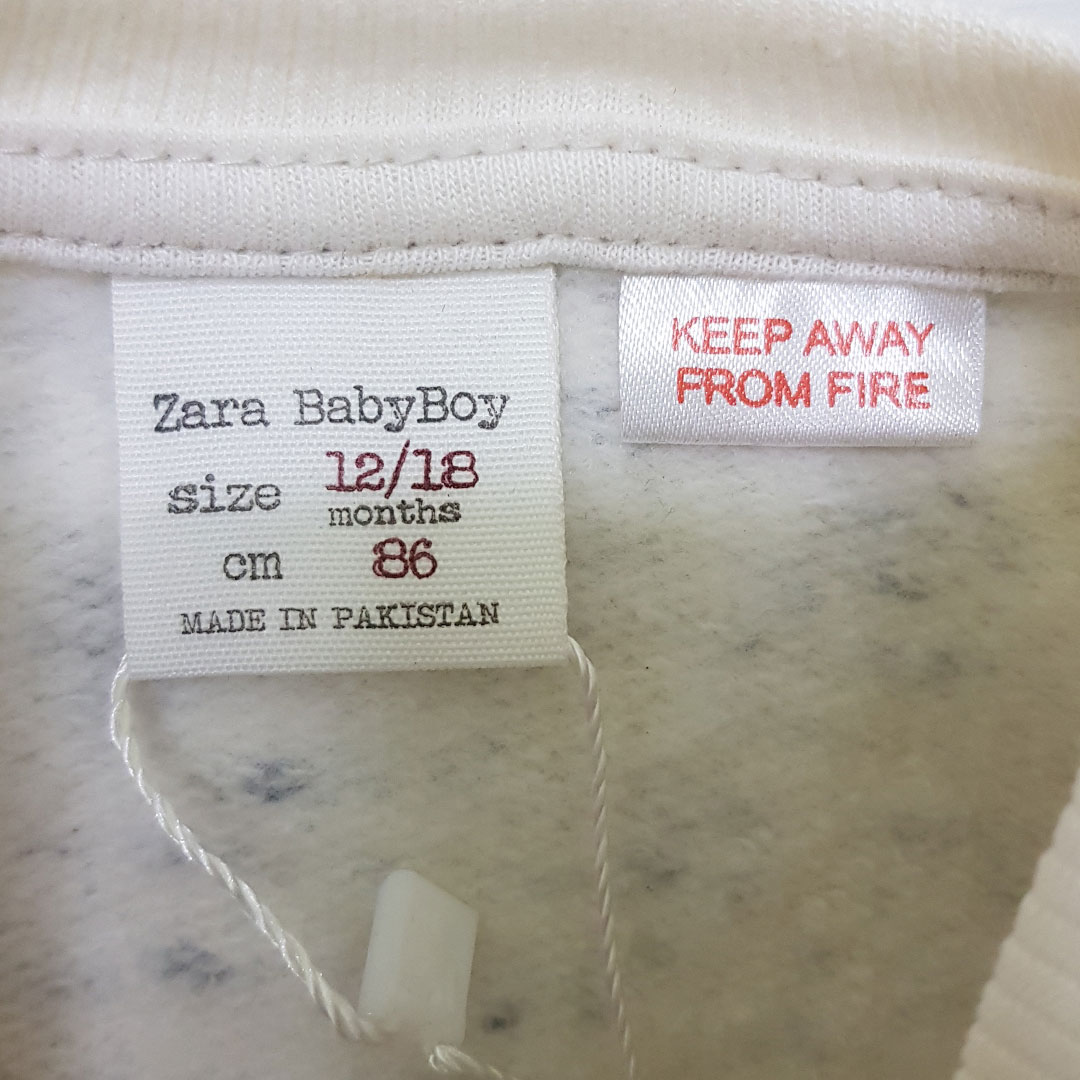 Zara BabyBoy
size 12/18
months
cm 86
MADE IN PAKISTAN
KEEP AWAY
FROM FIRE